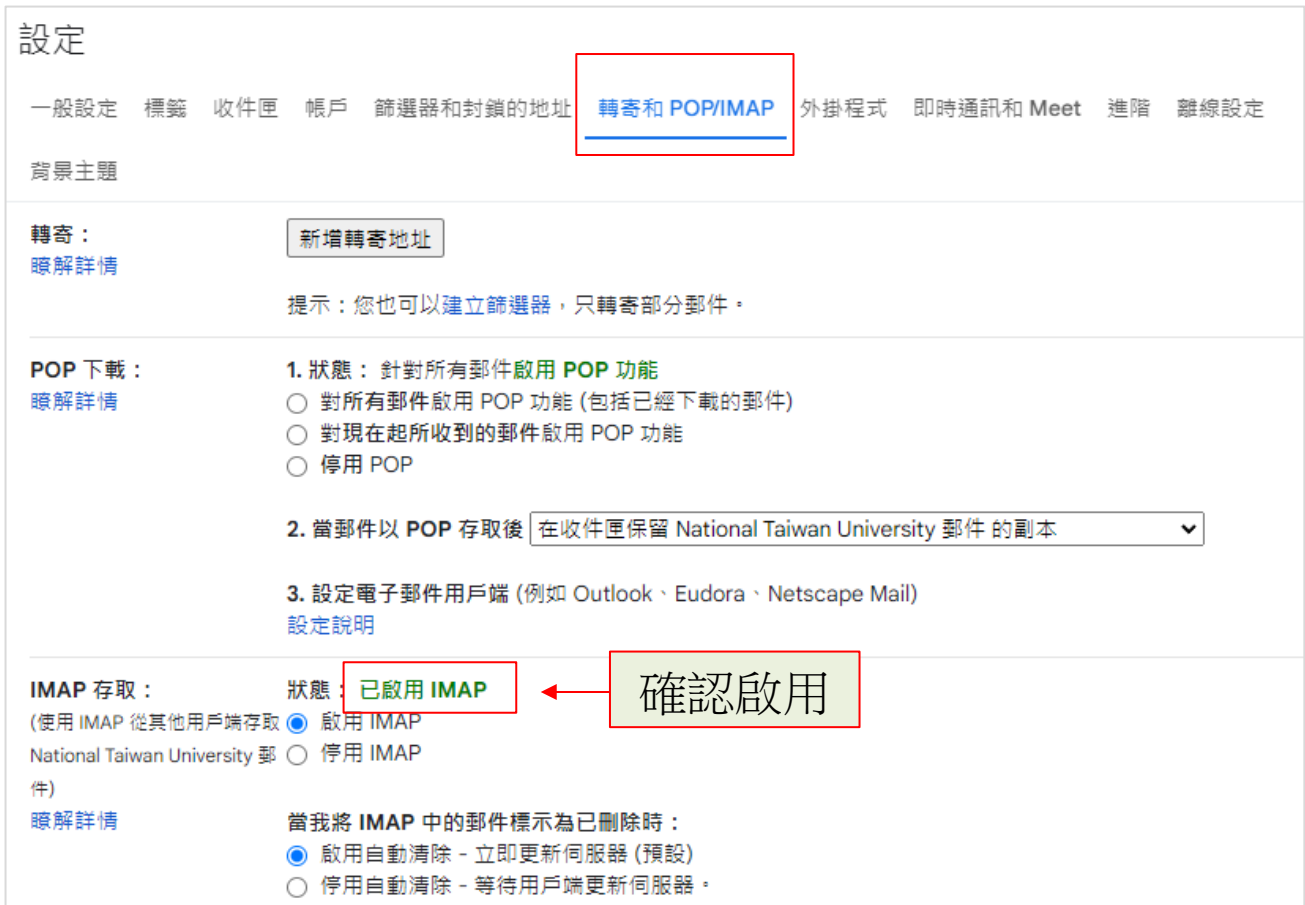 設定
一般設定 標籤 收件匣 帳戶 篩選器和封鎖的地址 轉寄和 POP/IMAP 外掛程式 即時通訊和 Meet 進階 離線設定
背景主題
轉寄：
新增轉寄地址
瞭解詳情
提示：您也可以建立篩選器，只轉寄部分郵件。
POP 下載：
瞭解詳情
1. 狀態： 針對所有郵件啟用 POP 功能
對所有郵件啟用 POP 功能 (包括已經下載的郵件)
對現在起所收到的郵件啟用 POP 功能
停用 POP
2. 當郵件以 POP 存取後 在收件匣保留 National Taiwan University 郵件 的副本
3. 設定電子郵件用戶端 (例如 Outlook、Eudora、Netscape Mail)
設定說明
IMAP 存取：
(使用 IMAP 從其他用戶端存取
National Taiwan University 郵
件)
瞭解詳情
狀態： 已啟用 IMAP
確認啟用
啟用 IMAP
停用 IMAP
當我將 IMAP 中的郵件標示為已刪除時：
啟用自動清除 - 立即更新伺服器 (預設)
停用自動清除 - 等待用戶端更新伺服器。